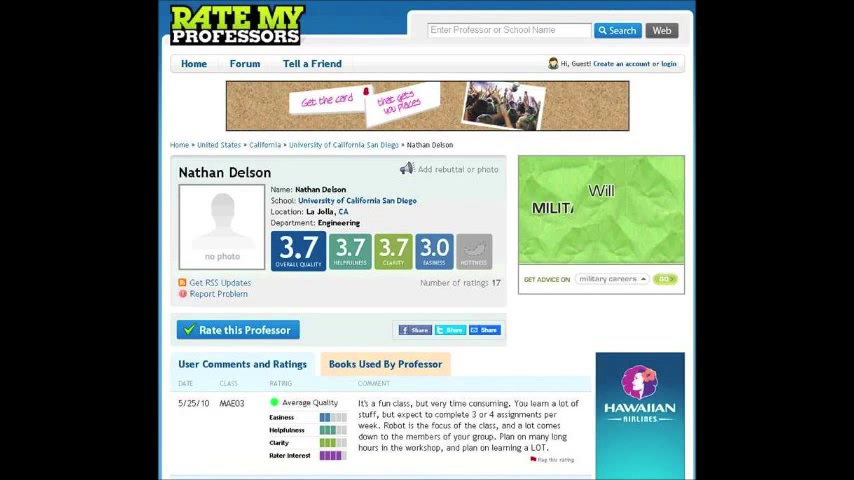 RATE MY
PROFESSORS
Enter Professor or School Name
Search
Web
Home
Forum
Tell a Friend
Hi, Guest! Create an account or login
Get the card
that gets
you places
Home » United States » California » University of California San Diego » Nathan Delson
Nathan Delson
Add rebuttal or photo
no photo
Name: Nathan Delson
School: University of California San Diego
Location: La Jolla, CA
Department: Engineering
3.7 3.7 3.7 3.0
OVERALL QUALITY HELPFULNESS CLARITY EASINESS HOTTNESS
Will
MILIT
GET ADVICE ON military careers GO
Get RSS Updates
Number of ratings 17
Report Problem
Rate this Professor
Share Share Share
User Comments and Ratings
Books Used By Professor
DATE CLASS RATING COMMENT
5/25/10 MAE03 Average Quality
Easiness
Helpfulness
Clarity
Rater Interest
It's a fun class, but very time consuming. You learn a lot of
stuff, but expect to complete 3 or 4 assignments per
week. Robot is the focus of the class, and a lot comes
down to the members of your group. Plan on many long
hours in the workshop, and plan on learning a LOT.
flag this rating
HAWAIIAN
AIRLINES